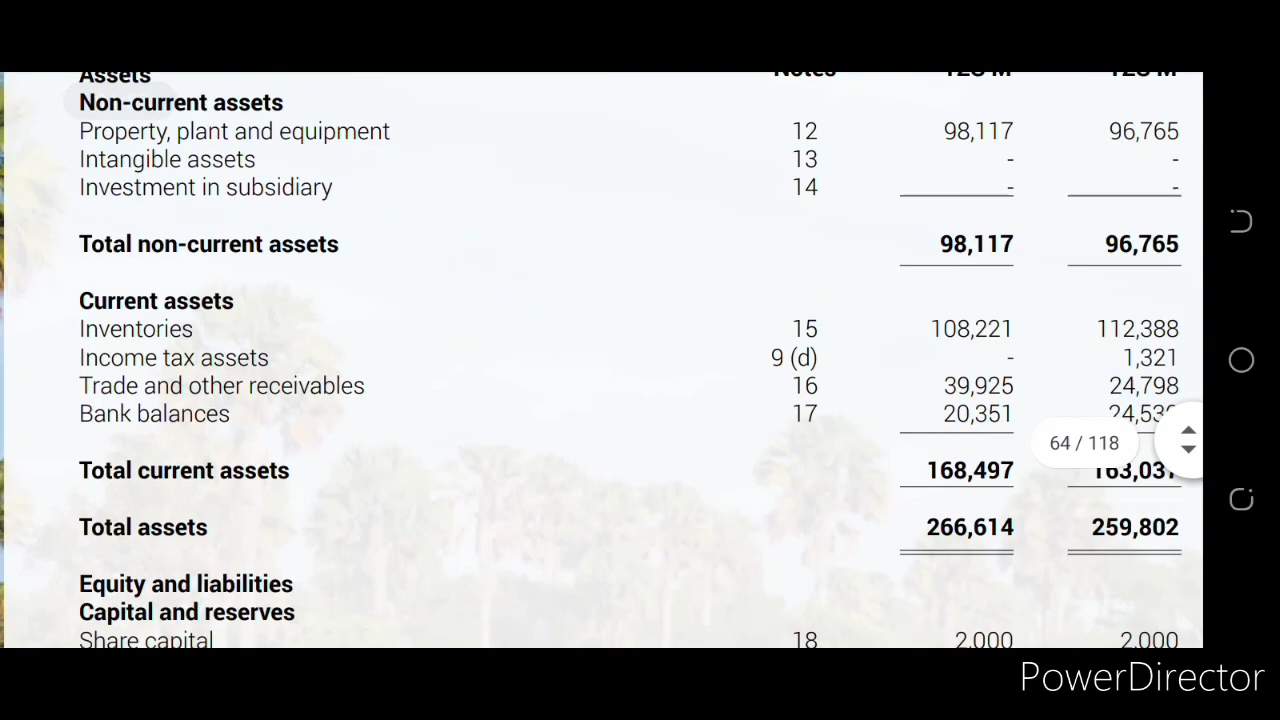 Assets Notes
Non-current assets
Property, plant and equipment 12 98,117 96,765
Intangible assets 13 - -
Investment in subsidiary 14 - -
Total non-current assets 98,117 96,765
Current assets
Inventories 15 108,221 112,388
Income tax assets 9 (d) - 1,321
Trade and other receivables 16 39,925 24,798
Bank balances 17 20,351
64 / 118
Total current assets 168,497
Total assets 266,614 259,802
Equity and liabilities
Capital and reserves
Share capital 18 2,000 2,000
PowerDirector